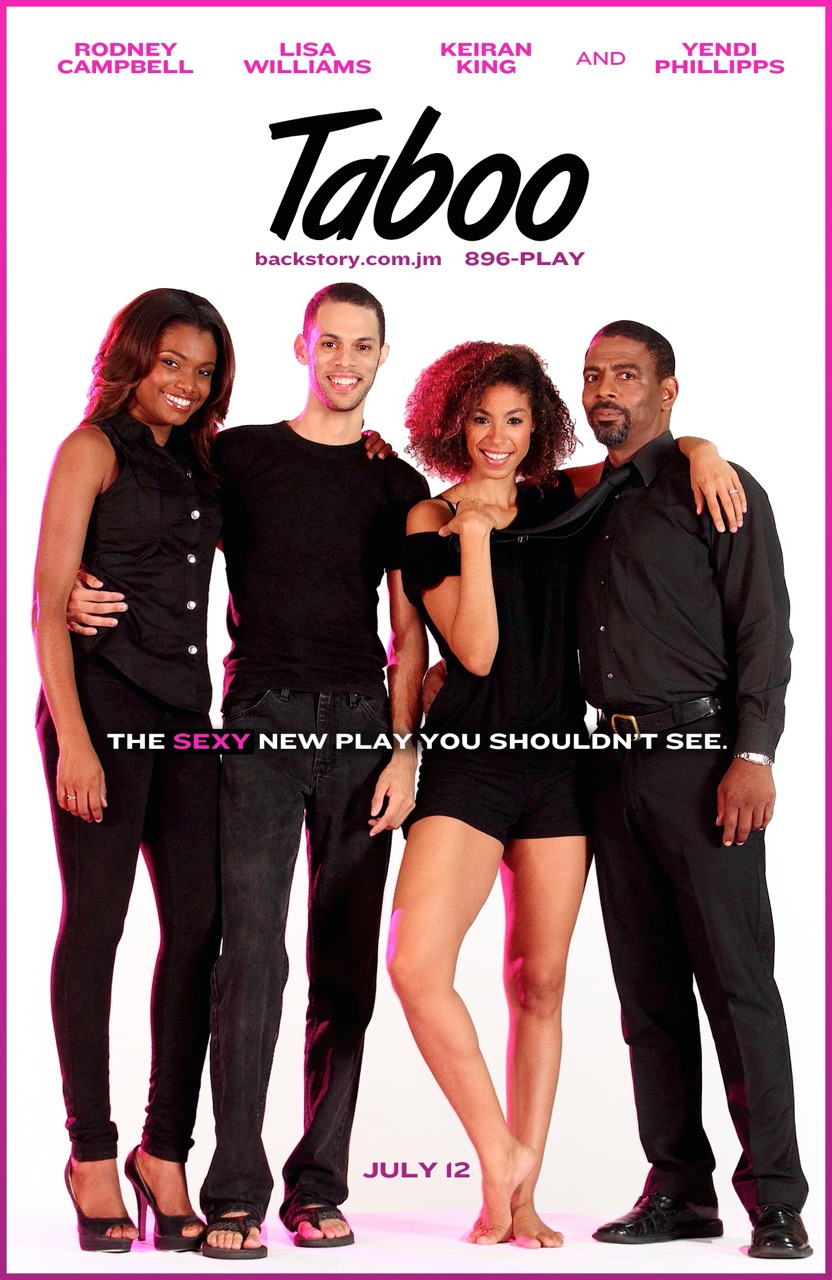 RODNEY CAMPBELL
LISA WILLIAMS
KEIRAN KING
AND
YENDI PHILLIPPS
Taboo
backstory.com.jm 896-PLAY
THE SEXY NEW PLAY YOU SHOULDN'T SEE.
JULY 12